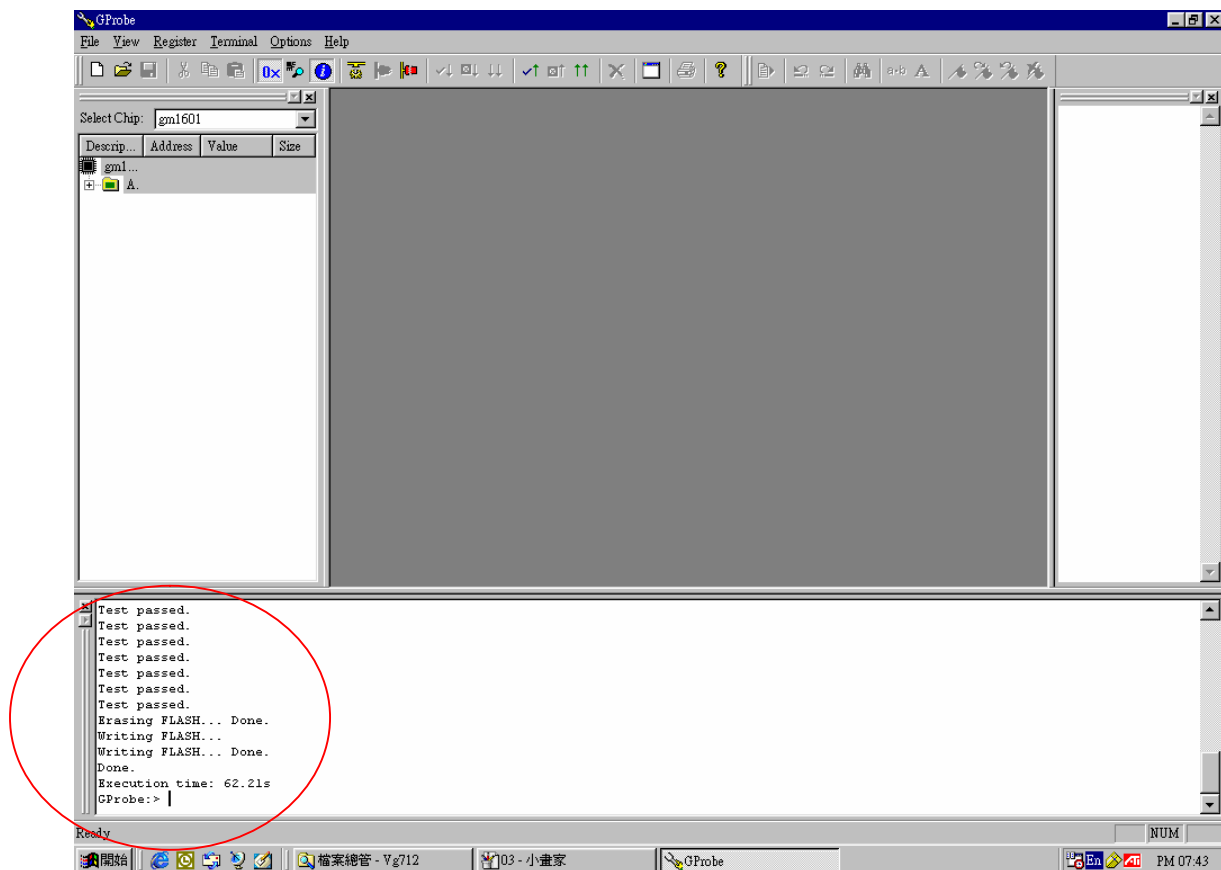 GProbe
File View Register Terminal Options Help
0x
a+b A
Select Chip: gm1601
Descrip... Address Value Size
gm1...
A.
Test passed.
Test passed.
Test passed.
Test passed.
Test passed.
Test passed.
Test passed.
Erasing FLASH... Done.
Writing FLASH...
Writing FLASH... Done.
Done.
Execution time: 62.21s
GProbe:>
Ready NUM
開始 檔案總管 - Vg712 03 - 小畫家 GProbe En ATI PM 07:43